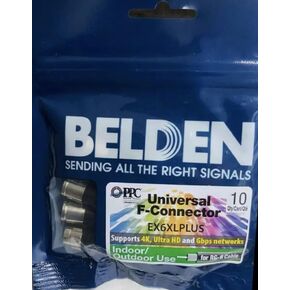 BELDEN
SENDING ALL THE RIGHT SIGNALS
PPC
Universal
F-Connector
EX6XLPLUS
10
Supports 4K, Ultra HD and Gbps networks
Indoor/
Outdoor Use
for RG-6 Cable